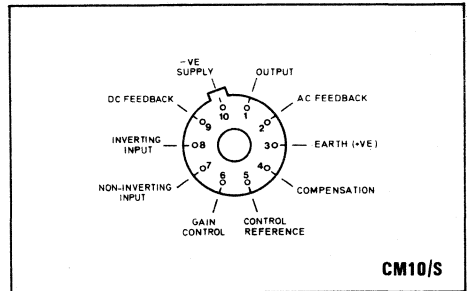 -VE
SUPPLY
OUTPUT
DC FEEDBACK
AC FEEDBACK
10
1
9
2
INVERTING
INPUT
8
3
EARTH (+VE)
7
4
NON-INVERTING
INPUT
6
5
COMPENSATION
GAIN
CONTROL
CONTROL
REFERENCE
CM10/S